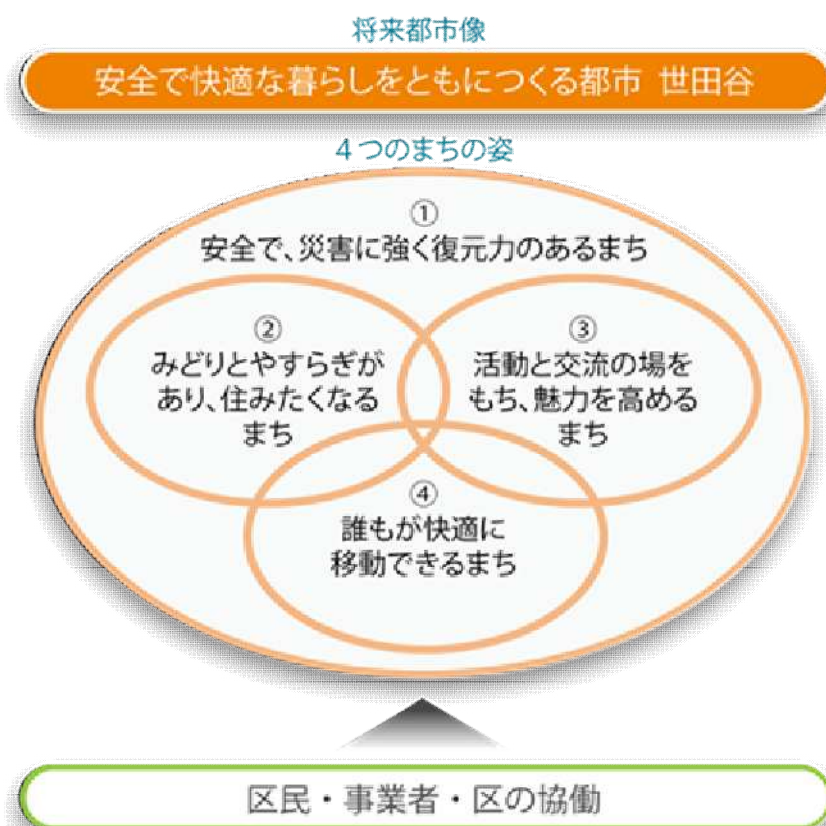 将来都市像
安全で快適な暮らしをともにつくる都市 世田谷
4つのまちの姿
①
安全で、災害に強く復元力のあるまち
②
みどりとやすらぎが
あり、住みたくなる
まち
③
活動と交流の場を
もち、魅力を高める
まち
④
誰もが快適に
移動できるまち
区民・事業者・区の協働